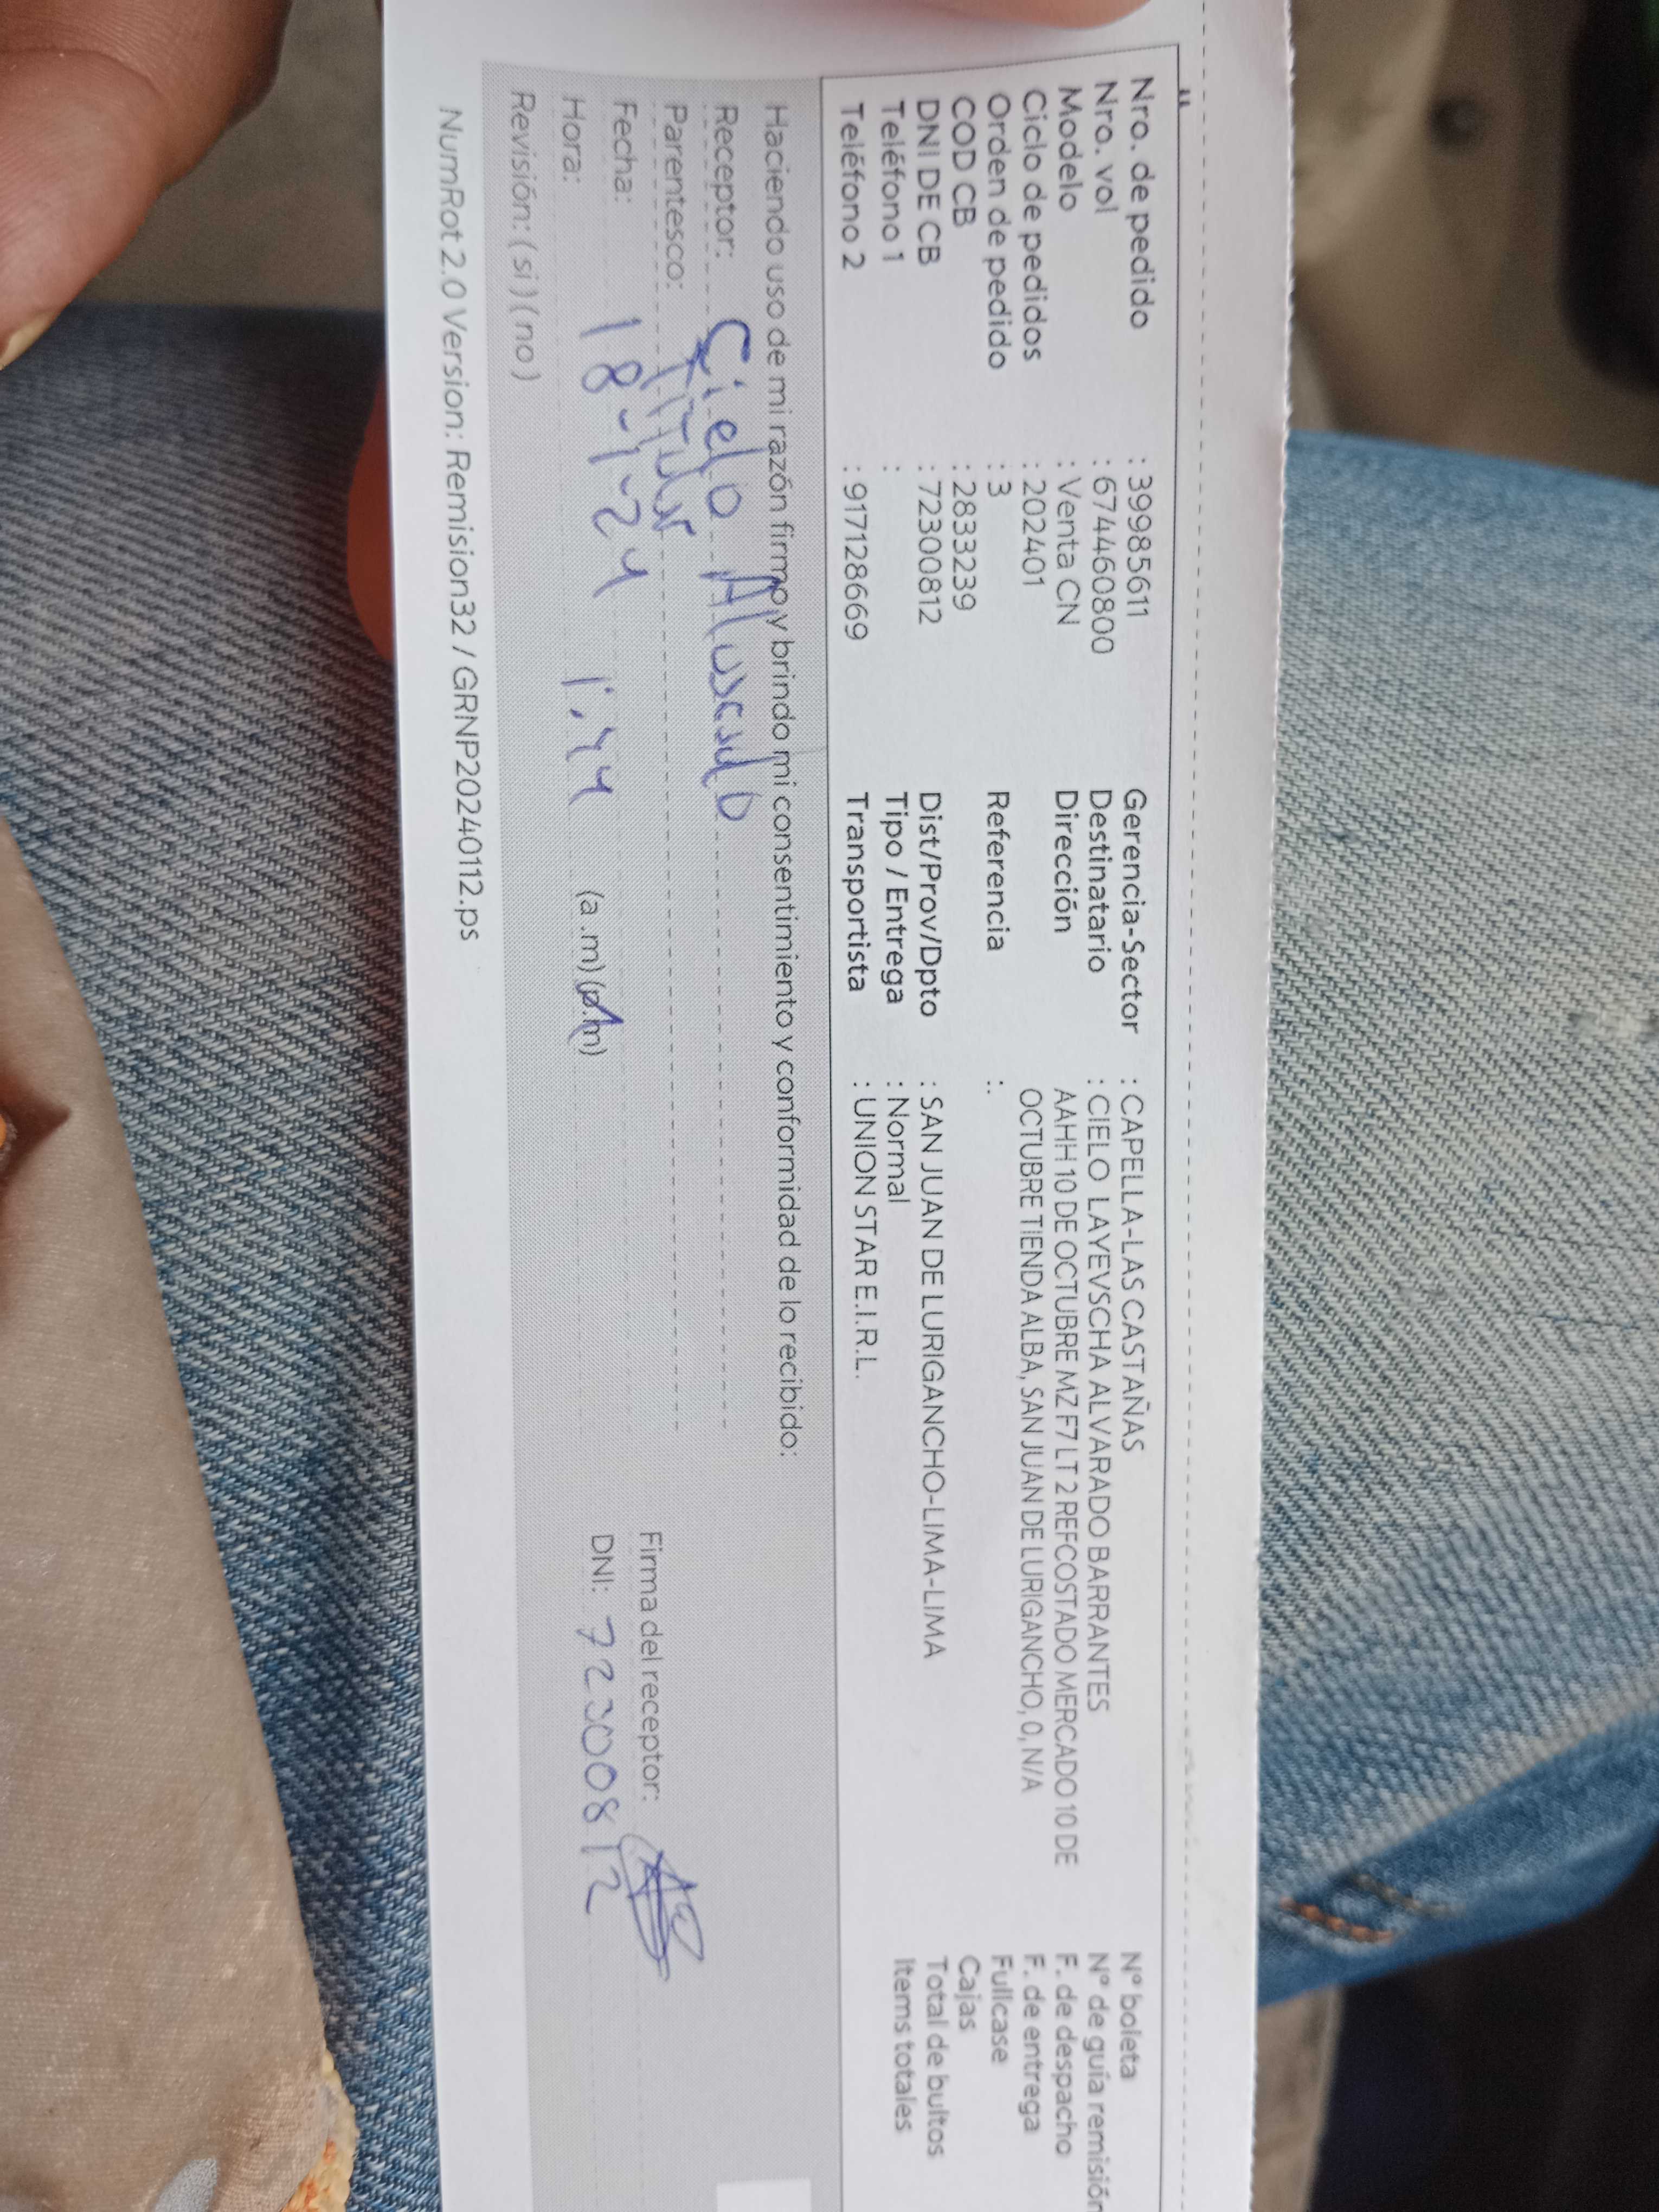 Nro. de pedido : 39985611 Gerencia-Sector : CAPELLA-LAS CASTAÑAS N° boleta
Nro. vol : 674460800 Destinatario : CIELO LAYEVSCHA ALVARADO BARRANTES N° de guía remisión
Modelo : Venta CN Dirección AAHH 10 DE OCTUBRE MZ F7 LT 2 REFCOSTADO MERCADO 10 DE F. de despacho
Ciclo de pedidos : 202401 OCTUBRE TIENDA ALBA, SAN JUAN DE LURIGANCHO, 0, N/A F. de entrega
Orden de pedido : 3 Referencia :. Fullcase
COD CB : 2833239 Cajas
DNI DE CB : 72300812 Dist/Prov/Dpto : SAN JUAN DE LURIGANCHO-LIMA-LIMA Total de bultos
Teléfono 1 : Tipo / Entrega : Normal Items totales
Teléfono 2 : 917128669 Transportista : UNION STAR E.I.R.L.
Haciendo uso de mi razón firmo y brindo mi consentimiento y conformidad de lo recibido:
Receptor: Cielo
Parentesco: Titular Firma del receptor:
Fecha: 18-1-24 DNI: 72300812
Hora: 1:44 (a.m) (p.m)
Revisión: (si) (no)
NumRot 2.0 Version: Remision32 / GRNP20240112.ps